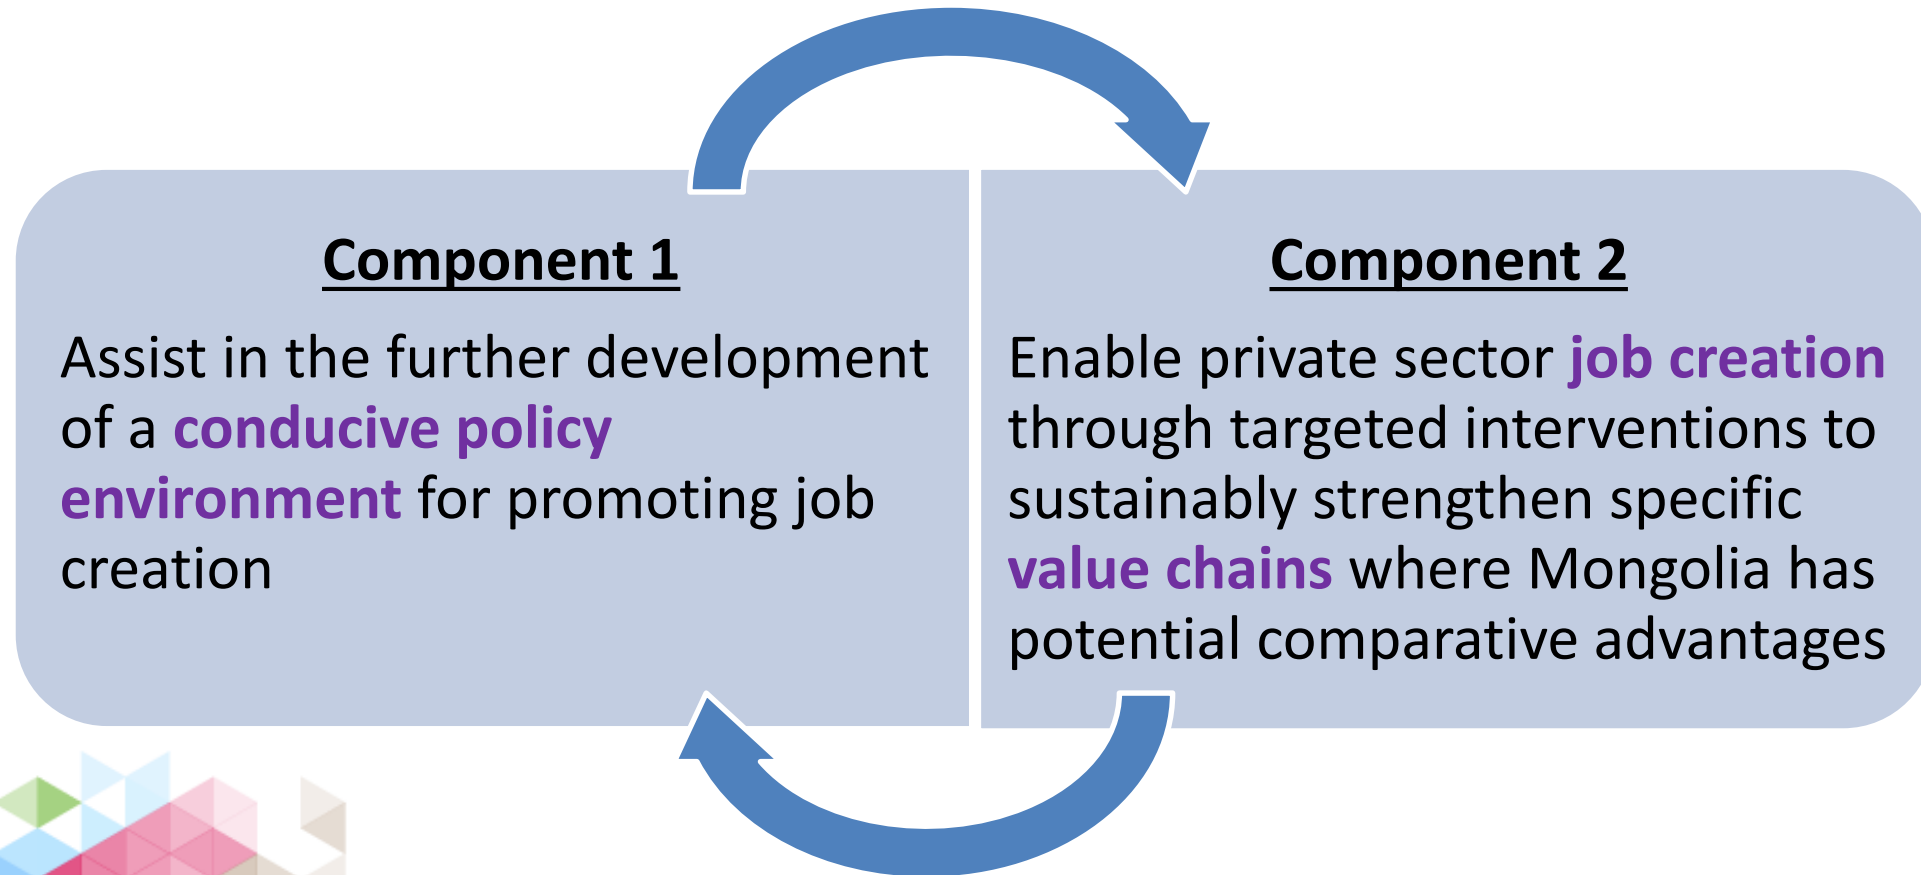 Component 1
Assist in the further development
of a conducive policy
environment for promoting job
creation
Component 2
Enable private sector job creation
through targeted interventions to
sustainably strengthen specific
value chains where Mongolia has
potential comparative advantages